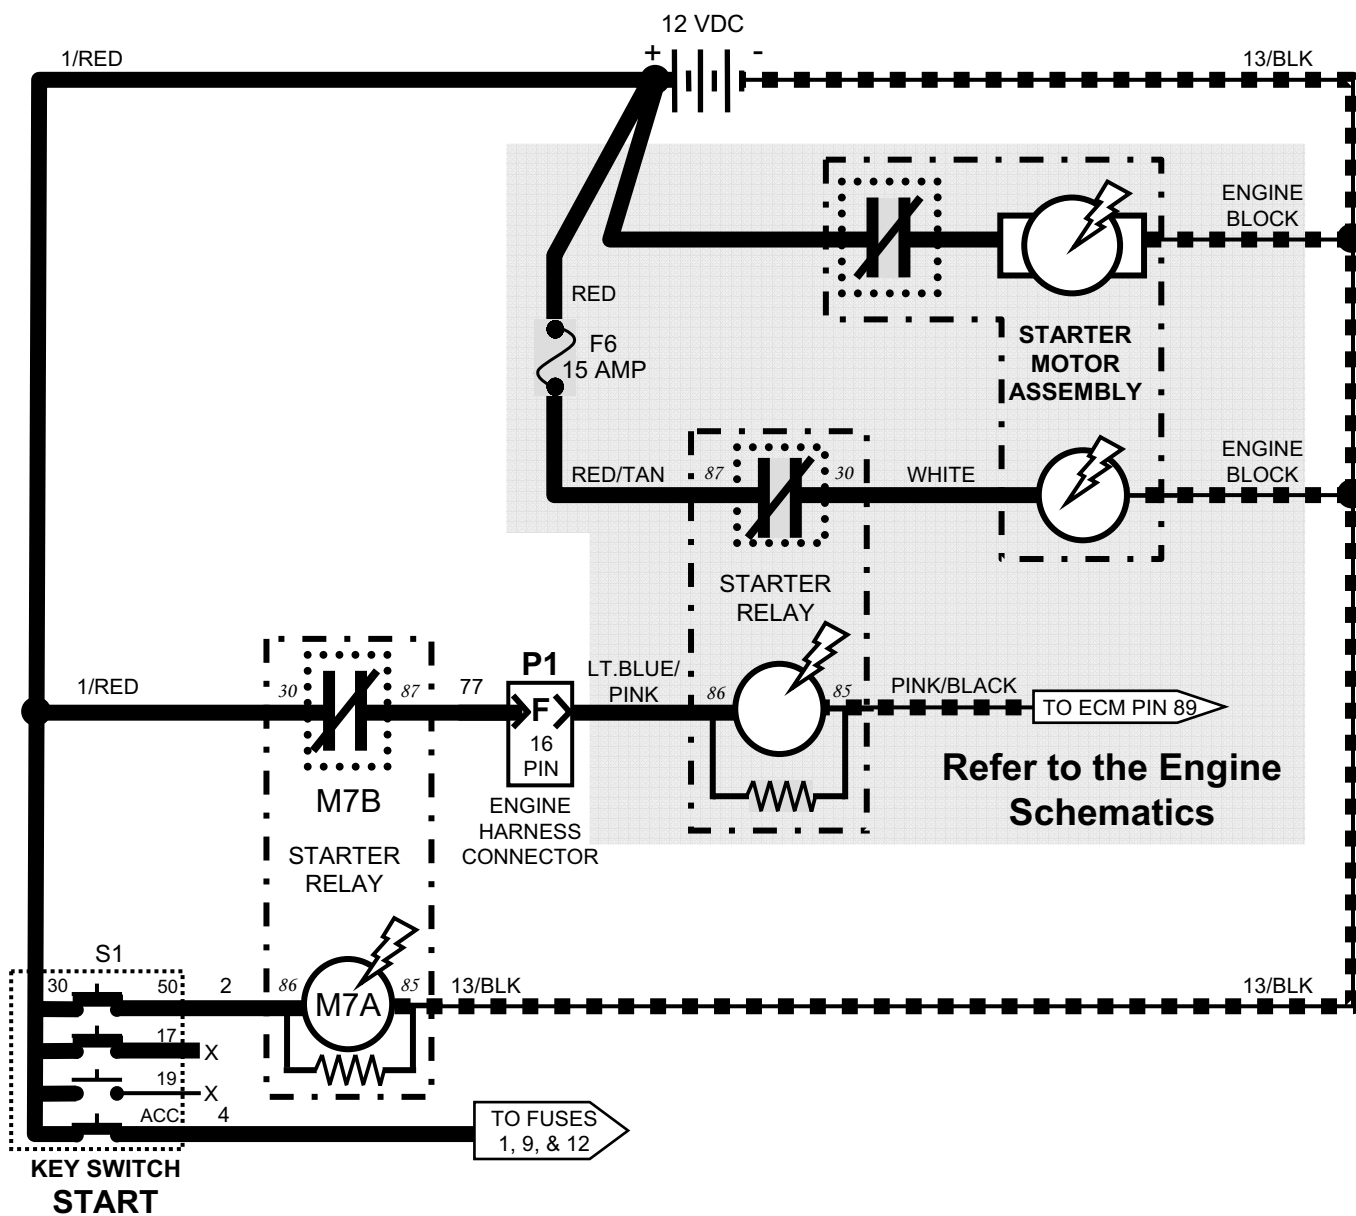 12 VDC
1/RED
+
-
13/BLK
ENGINE
BLOCK
RED
F6
15 AMP
STARTER
MOTOR
ASSEMBLY
ENGINE
BLOCK
RED/TAN
87
30
WHITE
STARTER
RELAY
P1
LT.BLUE/
PINK
1/RED
30
87
77
F
16
PIN
86
85
PINK/BLACK
TO ECM PIN 89
Refer to the Engine
Schematics
M7B
ENGINE
HARNESS
CONNECTOR
STARTER
RELAY
S1
30
50
2
86
M7A
85
13/BLK
13/BLK
17
X
19
X
ACC
4
TO FUSES
1, 9, & 12
KEY SWITCH
START